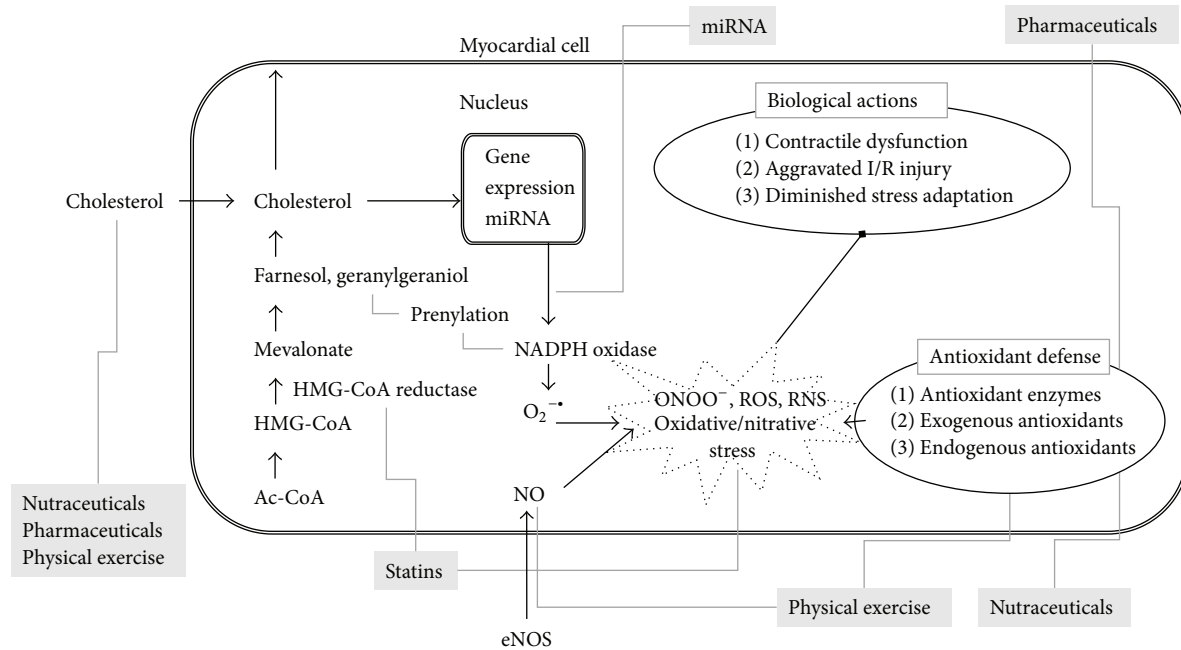 miRNA
Pharmaceuticals
Myocardial cell
Nucleus
Biological actions
(1) Contractile dysfunction
(2) Aggravated I/R injury
(3) Diminished stress adaptation
Gene
expression
miRNA
Cholesterol
Cholesterol
Farnesol, geranylgeraniol
Prenylation
Mevalonate
NADPH oxidase
HMG-CoA reductase
HMG-CoA
O₂⁻•
ONOO⁻, ROS, RNS
Oxidative/nitrative
stress
Antioxidant defense
(1) Antioxidant enzymes
(2) Exogenous antioxidants
(3) Endogenous antioxidants
Ac-CoA
NO
Nutraceuticals
Pharmaceuticals
Physical exercise
Statins
Physical exercise
Nutraceuticals
eNOS